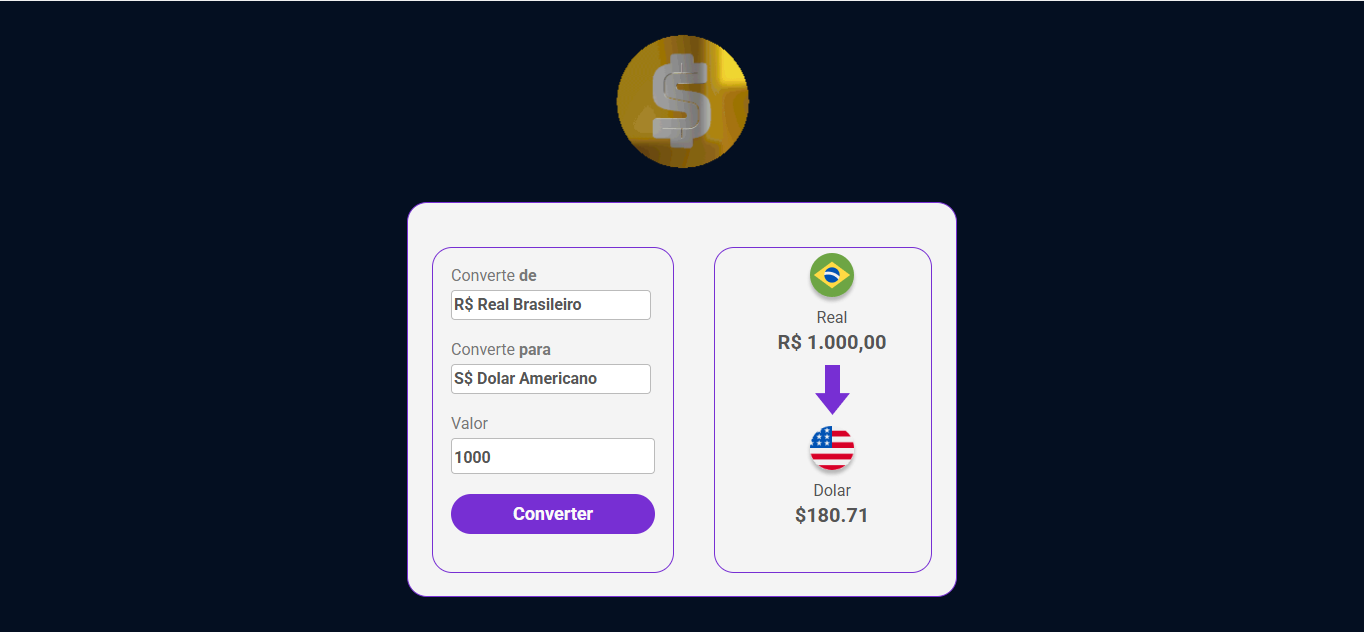 $
Converte de
R$ Real Brasileiro
Converte para
S$ Dolar Americano
Valor
1000
Converter
Real
R$ 1.000,00
Dolar
$180.71